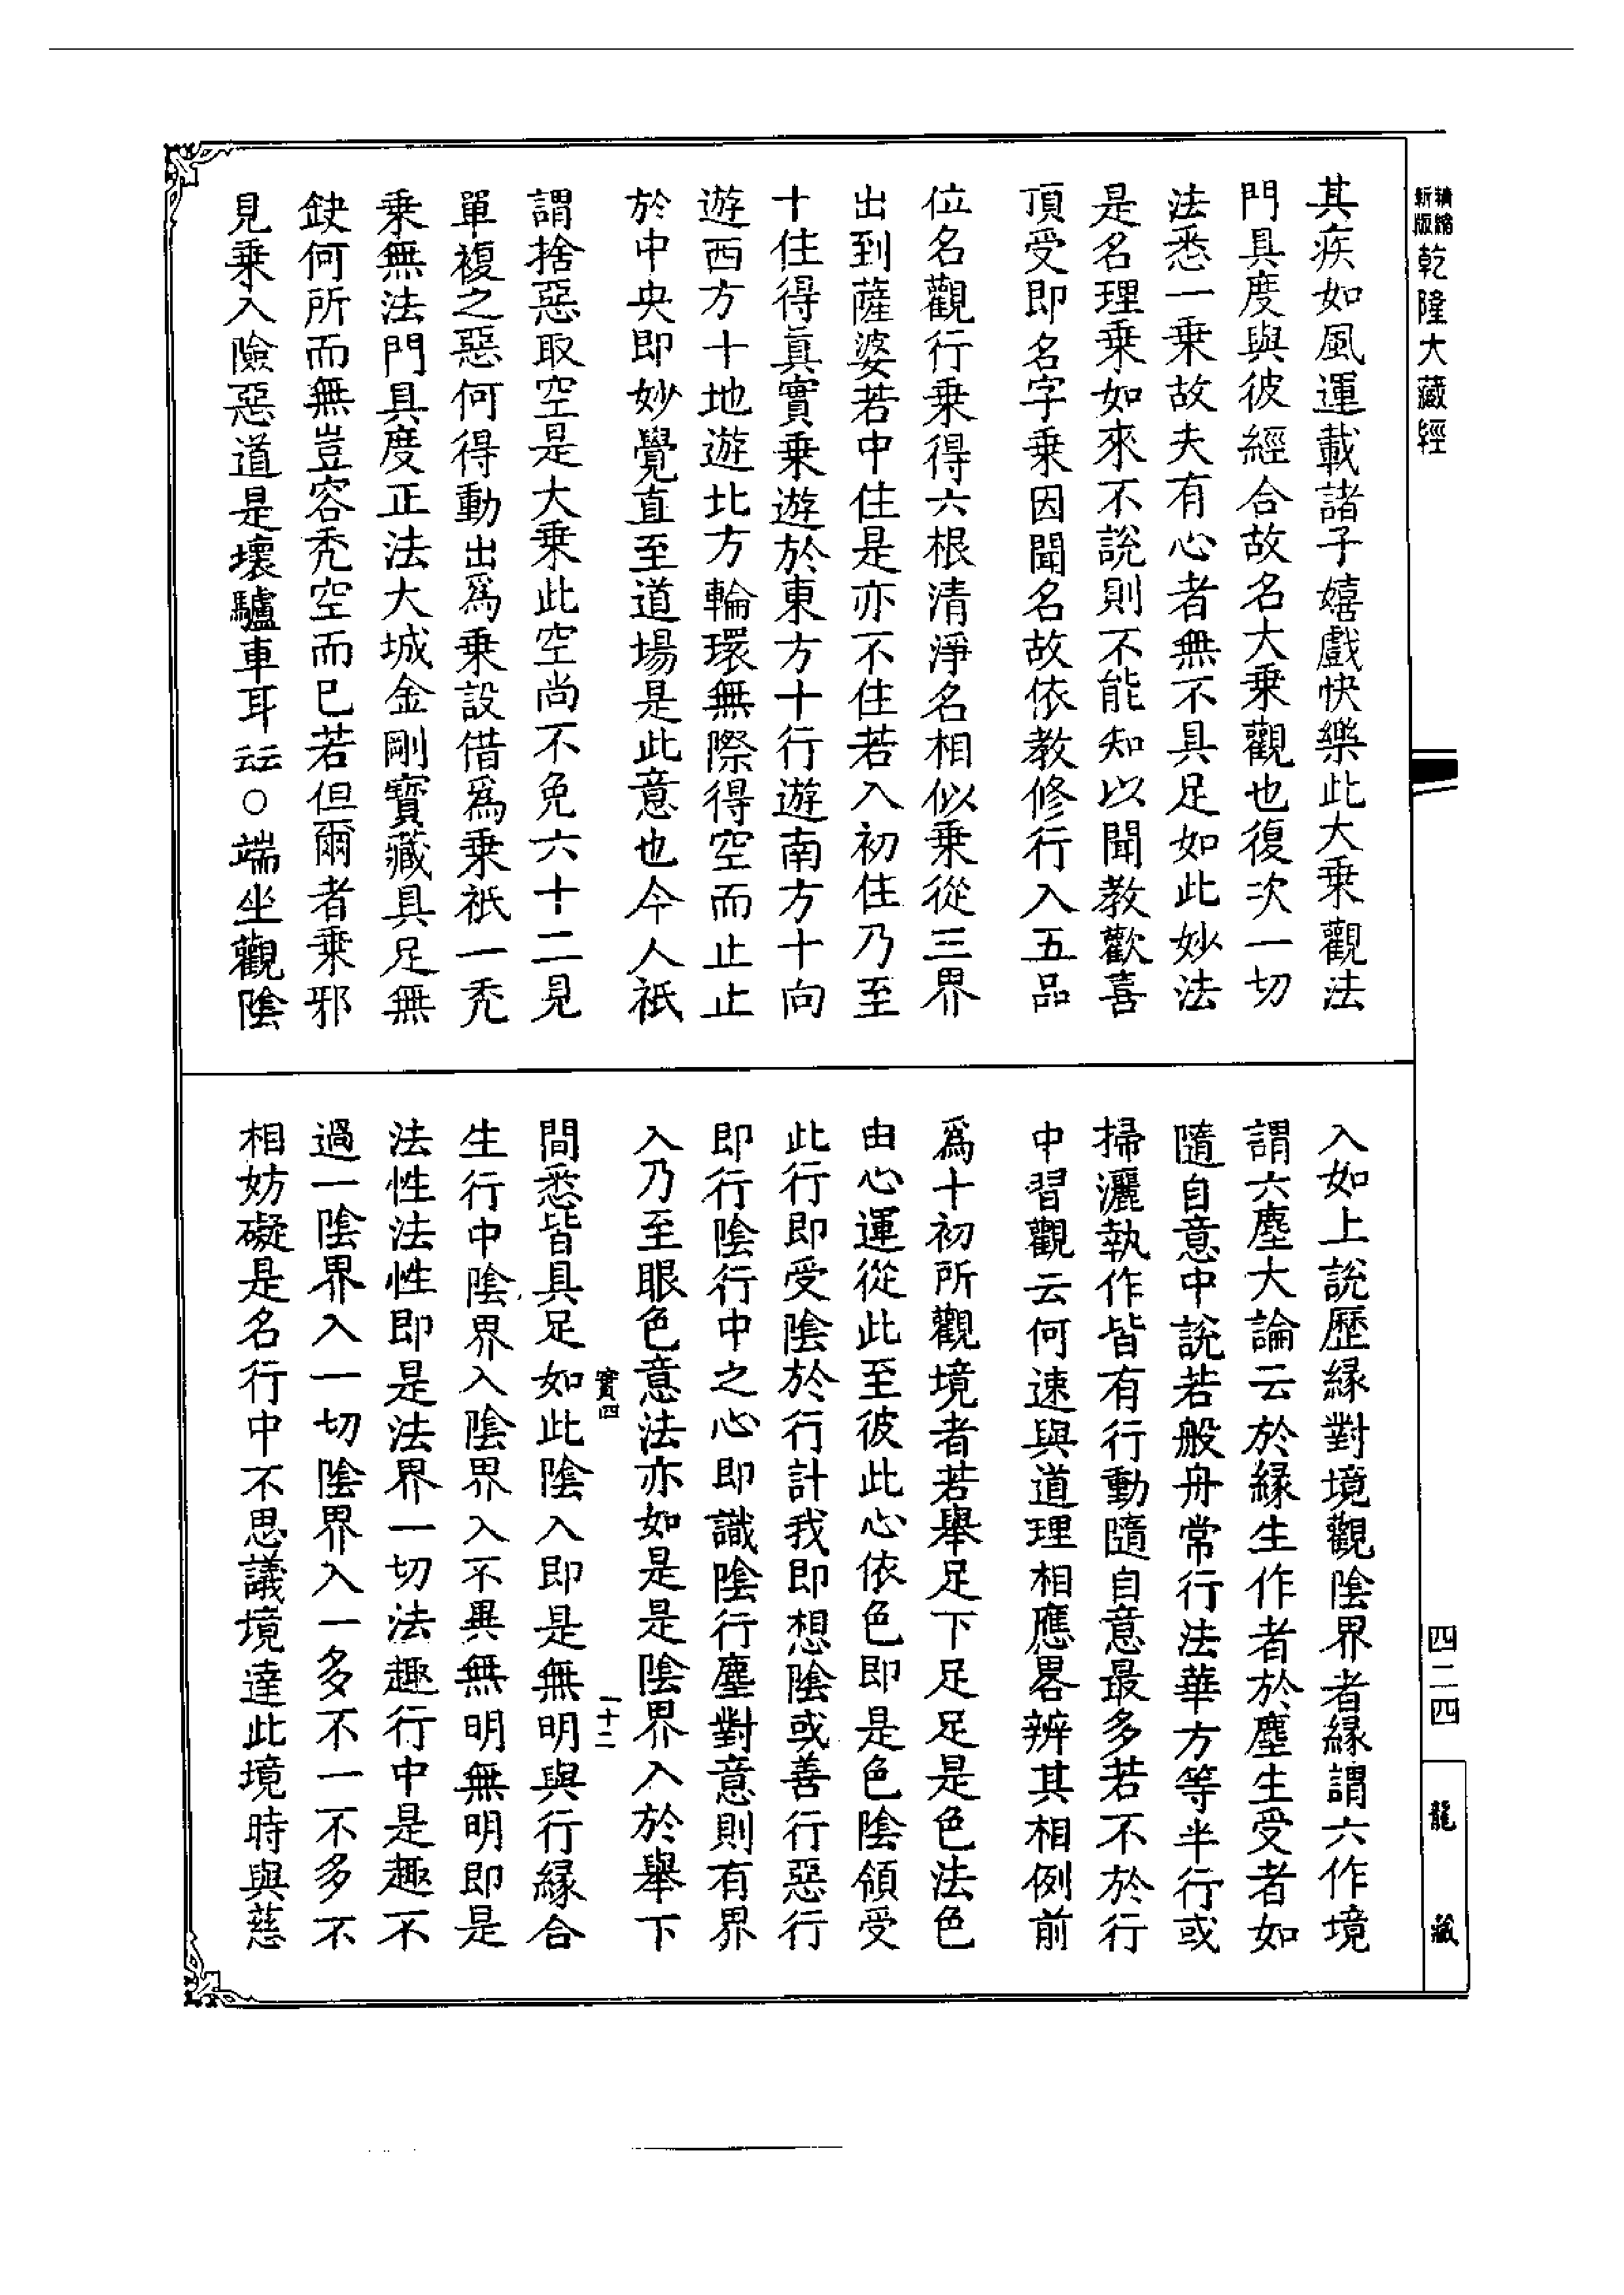 精縮
新版
乾隆大藏經
其疾如風運載諸子嬉戲快樂此大乗觀法
門具度與彼經合故名大乗觀也復次一切
法悉一乗故夫有心者無不具足如此妙法
是名理乗如來不說則不能知以聞教歡喜
頂受即名字乗因聞名故依教修行入五品
位名觀行乗得六根清淨名相似乗從三界
出到薩婆若中住是亦不住若入初住乃至
十住得眞實乗遊於東方十行遊南方十向
遊西方十地遊北方輪環無際得空而止止
於中央即妙覺直至道場是此意也今人祇
謂捨惡取空是大乗此空尚不免六十二見
單複之惡何得動出爲乗設借爲乗祇一禿
乗無法門具度正法大城金剛寶藏具足無
缺何所而無豈容禿空而已若但爾者乗邪
見乗入險惡道是壞驢車耳云云○端坐觀陰
四二四
龍藏
入如上說歷縁對境觀陰界者縁謂六作境
謂六塵大論云於縁生作者於塵生受者如
隨自意中說若般舟常行法華方等半行或
掃灑執作皆有行動隨自意最多若不於行
中習觀云何速與道理相應畧辨其相例前
爲十初所觀境者若舉足下足足是色法色
由心運從此至彼此心依色即是色陰領受
此行即受陰於行計我即想陰或善行惡行
即行陰行中之心即識陰行塵對意則有界
入乃至眼色意法亦如是是陰界入於舉下
寳四
十二
間悉皆具足如此陰入即是無明與行縁合
生行中陰界入陰界入不異無明無明即是
法性法性即是法界一切法趣行中是趣不
過一陰界入一切陰界入一多不一不多不
相妨礙是名行中不思議境達此境時與慈